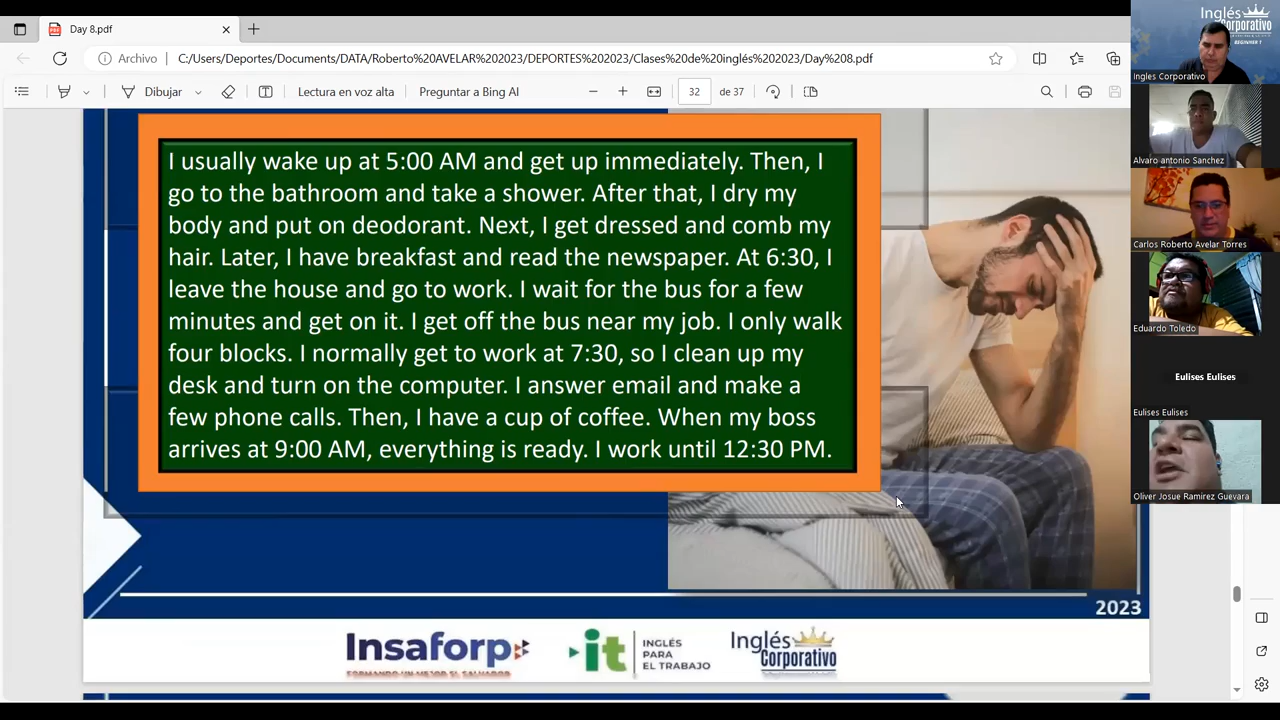 Day 8.pdf
Archivo
C:/Users/Deportes/Documents/DATA/Roberto%20AVELAR%202023/DEPORTES%202023/Clases%20de%20inglés%202023/Day%208.pdf
Dibujar
Lectura en voz alta
Preguntar a Bing AI
32
de 37
I usually wake up at 5:00 AM and get up immediately. Then, I
go to the bathroom and take a shower. After that, I dry my
body and put on deodorant. Next, I get dressed and comb my
hair. Later, I have breakfast and read the newspaper. At 6:30, I
leave the house and go to work. I wait for the bus for a few
minutes and get on it. I get off the bus near my job. I only walk
four blocks. I normally get to work at 7:30, so I clean up my
desk and turn on the computer. I answer email and make a
few phone calls. Then, I have a cup of coffee. When my boss
arrives at 9:00 AM, everything is ready. I work until 12:30 PM.
2023
Insaforp
FORMANDO UN MEJOR EL SALVADOR
it
INGLÉS
PARA
EL TRABAJO
Inglés
Corporativo
Inglés
Corporativo
BEGINNER 1
Ingles Corporativo
Alvaro antonio Sanchez
Carlos Roberto Avelar Torres
Eduardo Toledo
Eulises Eulises
Eulises Eulises
Oliver Josue Ramirez Guevara